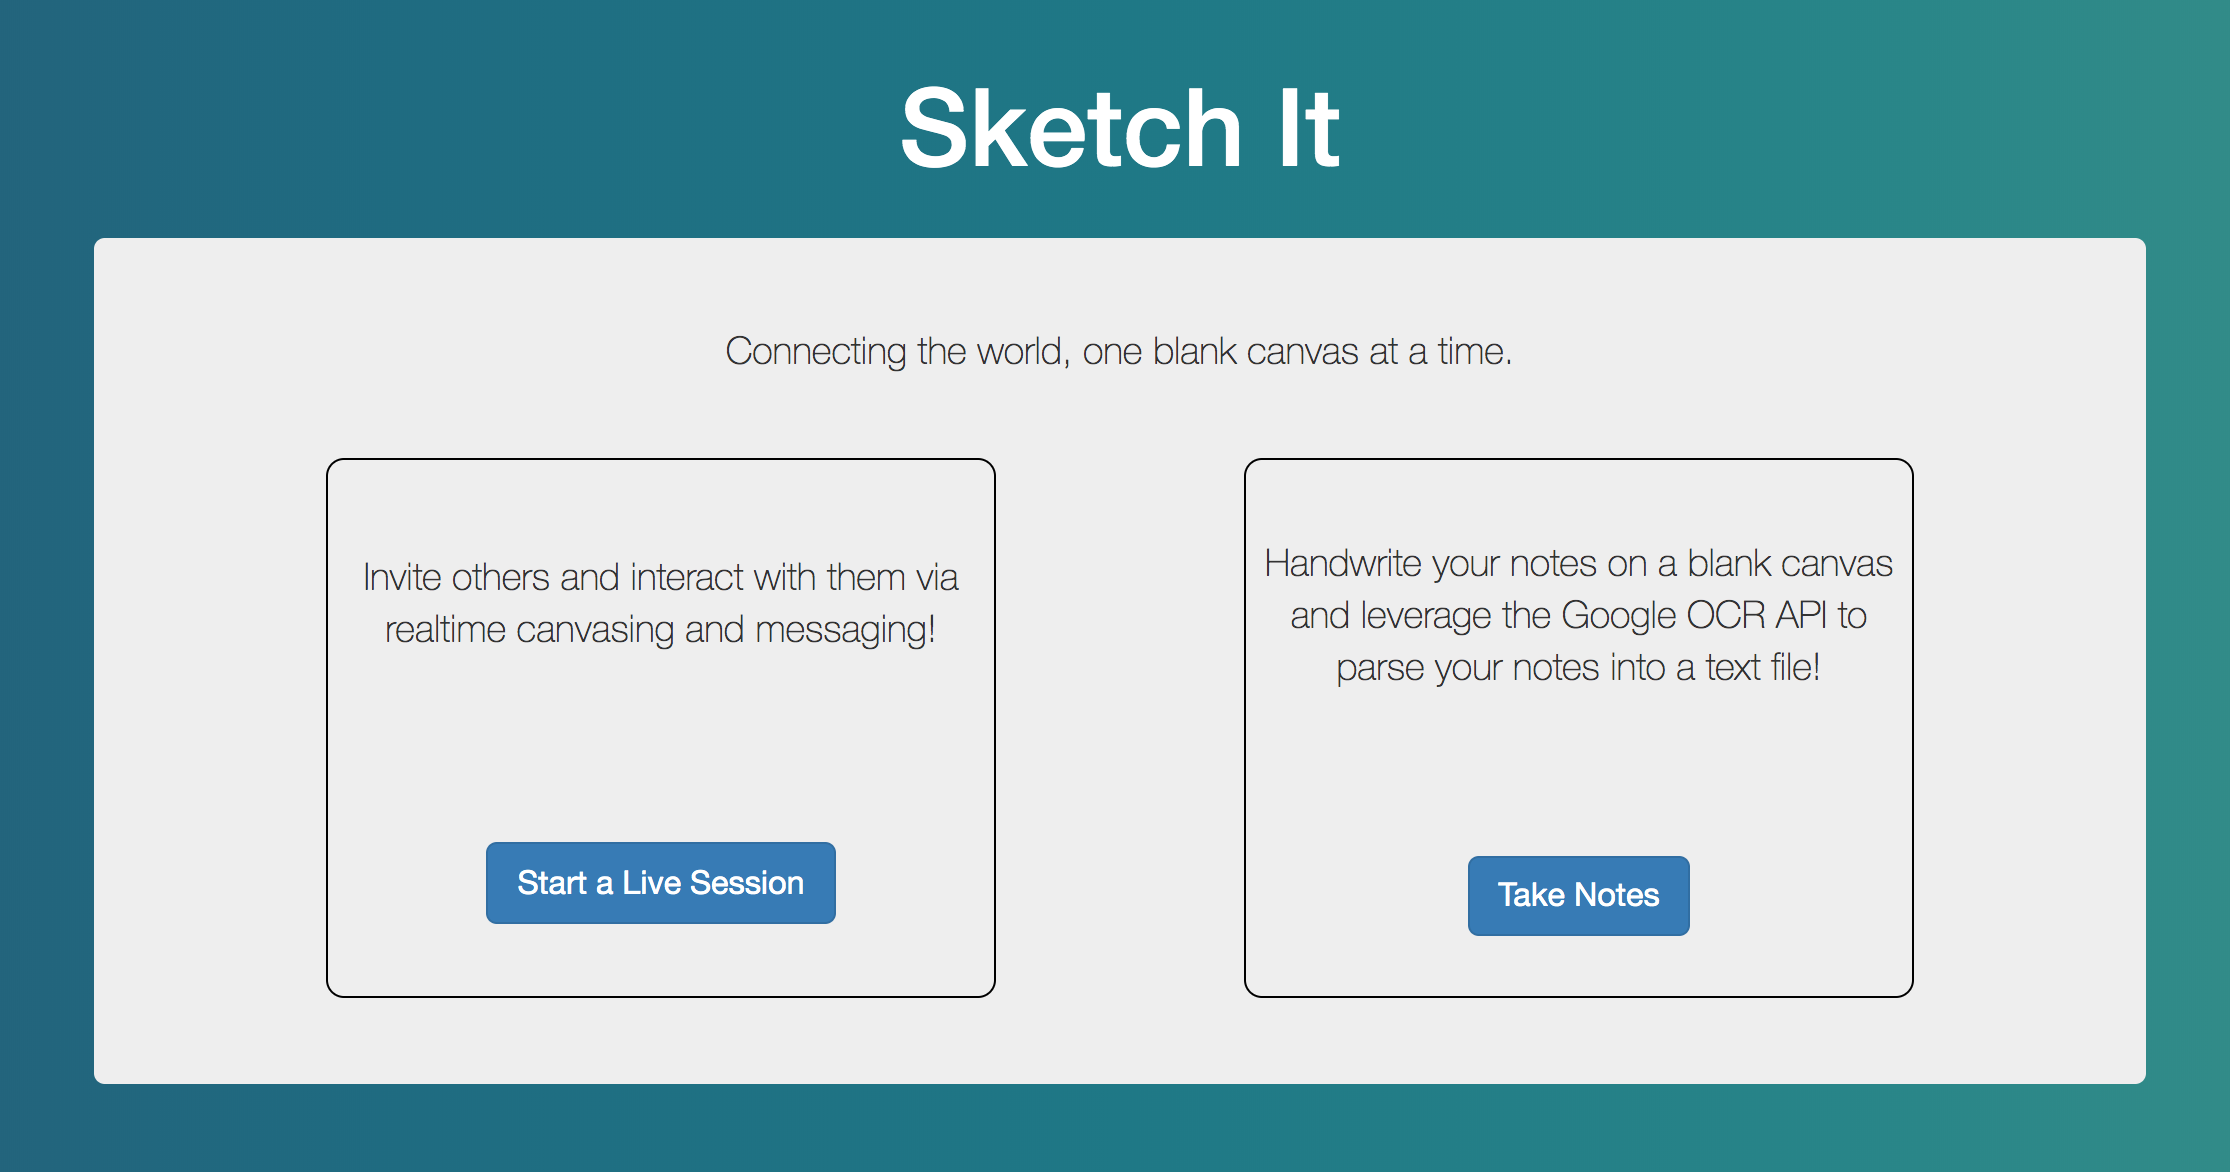 Sketch It
Connecting the world, one blank canvas at a time.
Invite others and interact with them via
realtime canvasing and messaging!
Start a Live Session
Handwrite your notes on a blank canvas
and leverage the Google OCR API to
parse your notes into a text file!
Take Notes